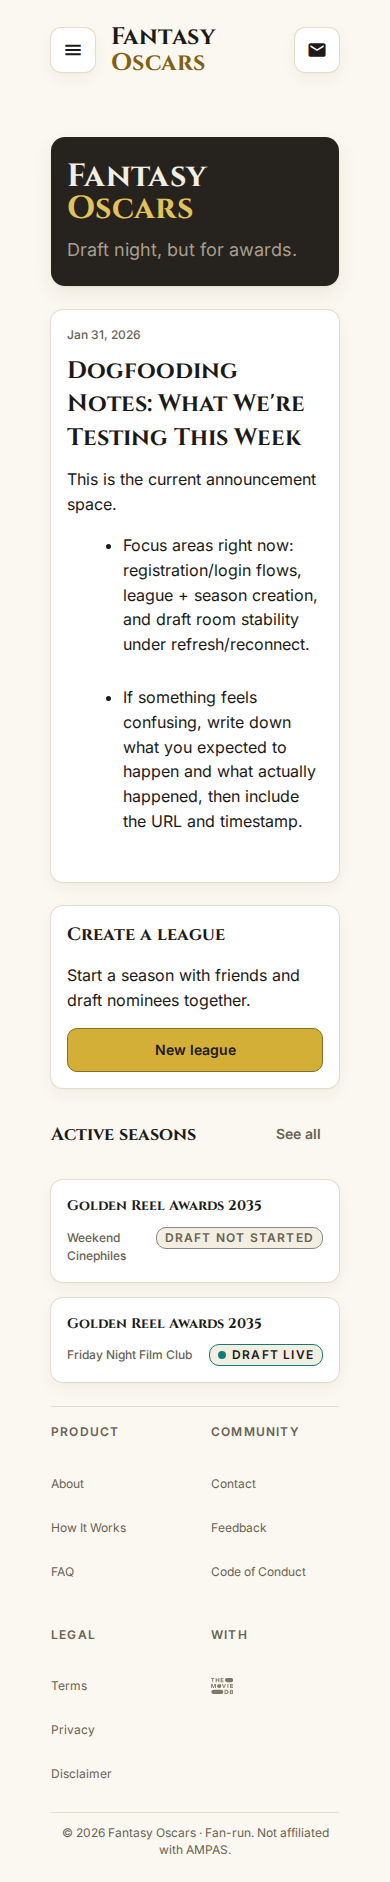 Fantasy
Oscars
Fantasy
Oscars
Draft night, but for awards.
Jan 31, 2026
Dogfooding
Notes: What We're
Testing This Week
This is the current announcement
space.
• Focus areas right now:
registration/login flows,
league + season creation,
and draft room stability
under refresh/reconnect.
• If something feels
confusing, write down
what you expected to
happen and what actually
happened, then include
the URL and timestamp.
Create a league
Start a season with friends and
draft nominees together.
New league
Active seasons
See all
Golden Reel Awards 2035
Weekend
Cinephiles
DRAFT NOT STARTED
Golden Reel Awards 2035
Friday Night Film Club
DRAFT LIVE
PRODUCT
About
How It Works
FAQ
COMMUNITY
Contact
Feedback
Code of Conduct
LEGAL
Terms
Privacy
Disclaimer
WITH
THE
MOVIE
DB
© 2026 Fantasy Oscars · Fan-run. Not affiliated
with AMPAS.